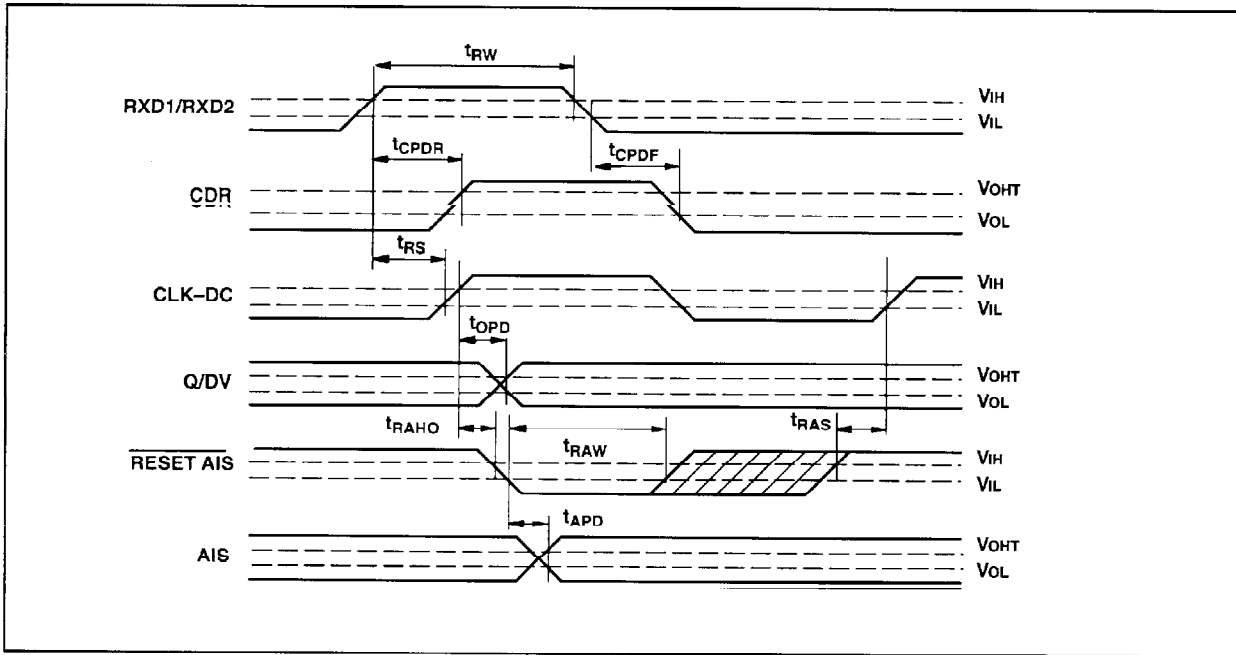 tRW
RXD1/RXD2
VIH
VIL
tCPDR
tCPDF
CDR
VOHT
VOL
tRS
CLK–DC
VIH
VIL
tOPD
Q/DV
VOHT
VOL
tRAHO
tRAW
tRAS
RESET AIS
VIH
VIL
tAPD
AIS
VOHT
VOL